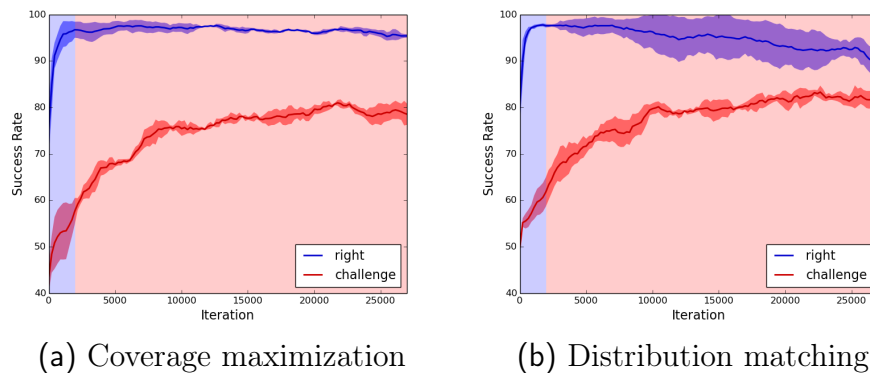 100
90
80
70
60
50
40
Success Rate
0 5000 10000 15000 20000 25000
Iteration
right
challenge
(a) Coverage maximization
100
90
80
70
60
50
40
Success Rate
0 5000 10000 15000 20000 25000
Iteration
right
challenge
(b) Distribution matching